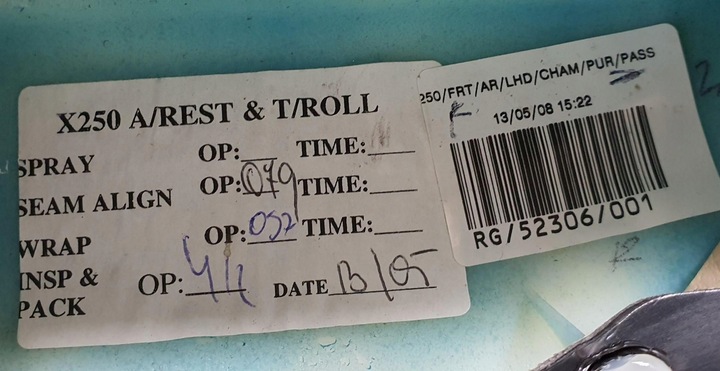 X250 A/REST & T/ROLL
SPRAY OP: TIME:
SEAM ALIGN OP: 079 TIME:
WRAP OP: 052 TIME:
INSP & PACK OP: DATE 13/05
250/FRT/AR/LHD/CHAM/PUR/PASS
13/05/08 15:22
RG/52306/001